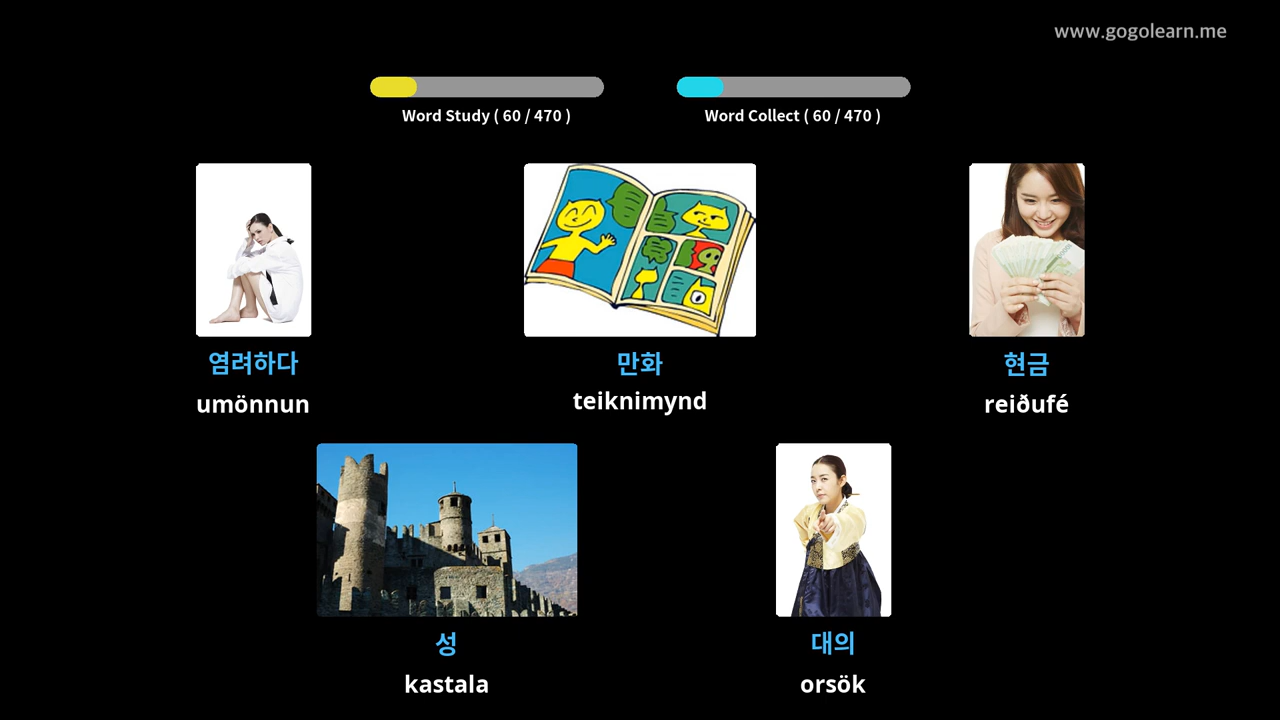 www.gogolearn.me
Word Study ( 60 / 470 )
Word Collect ( 60 / 470 )
염려하다
umönnun
만화
teiknimynd
현금
reiðufé
성
kastala
대의
orsök